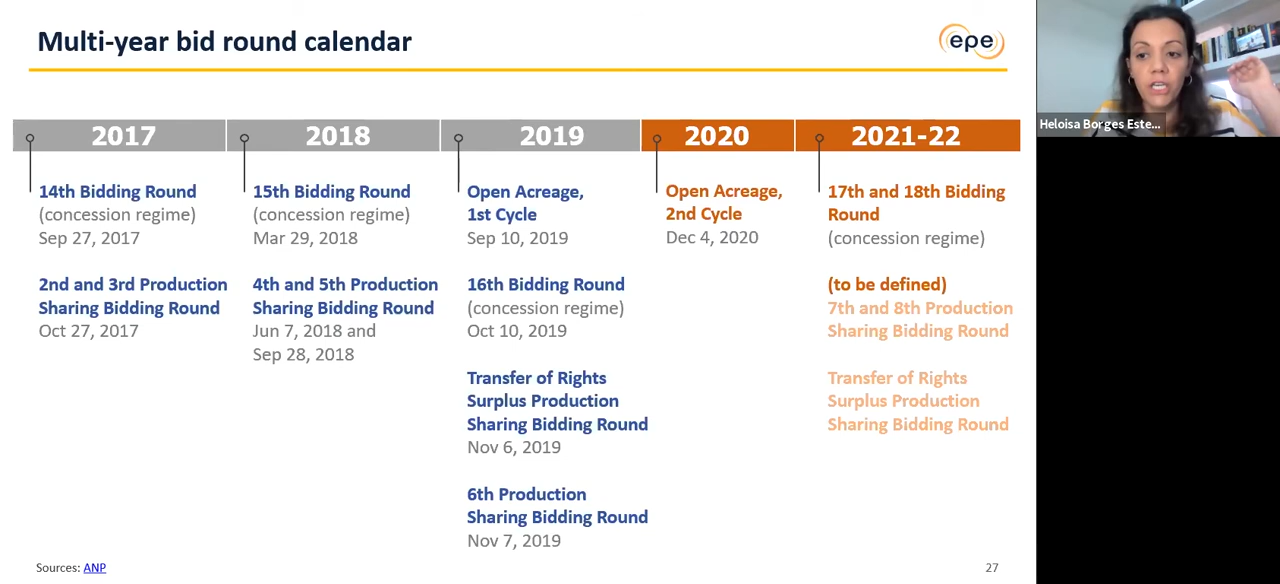 Multi-year bid round calendar
epe
Heloisa Borges Este...
2017
2018
2019
2020
2021-22
14th Bidding Round
(concession regime)
Sep 27, 2017
2nd and 3rd Production
Sharing Bidding Round
Oct 27, 2017
15th Bidding Round
(concession regime)
Mar 29, 2018
4th and 5th Production
Sharing Bidding Round
Jun 7, 2018 and
Sep 28, 2018
Open Acreage,
1st Cycle
Sep 10, 2019
16th Bidding Round
(concession regime)
Oct 10, 2019
Transfer of Rights
Surplus Production
Sharing Bidding Round
Nov 6, 2019
6th Production
Sharing Bidding Round
Nov 7, 2019
Open Acreage,
2nd Cycle
Dec 4, 2020
17th and 18th Bidding
Round
(concession regime)
(to be defined)
7th and 8th Production
Sharing Bidding Round
Transfer of Rights
Surplus Production
Sharing Bidding Round
Sources: ANP
27